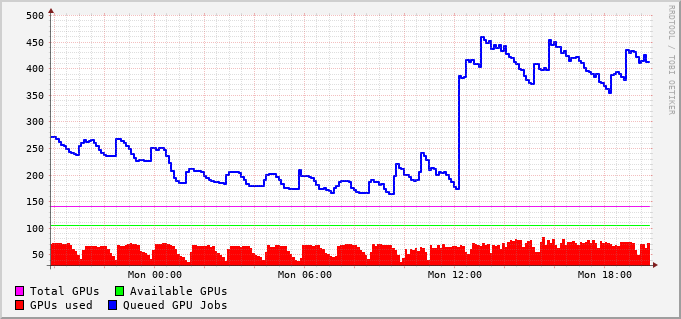 500
450
400
350
300
250
200
150
100
50
Mon 00:00 Mon 06:00 Mon 12:00 Mon 18:00
Total GPUs Available GPUs
GPUs used Queued GPU Jobs
RRDTOOL / TOBI OETIKER